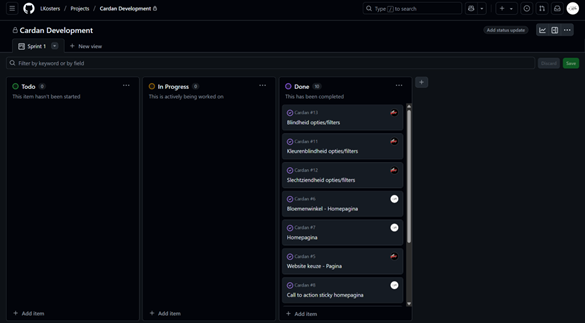 LKosters / Projects / Cardan Development
Type / to search
Cardan Development
Add status update
Sprint 1
New view
Filter by keyword or by field
Discard
Save
Todo 0
This item hasn't been started
Add item
In Progress 0
This is actively being worked on
Add item
Done 10
This has been completed
Cardan #13
Blindheid opties/filters
Cardan #11
Kleurenblindheid opties/filters
Cardan #12
Slechtziendheid opties/filters
Cardan #6
Bloemenwinkel - Homepagina
Cardan #7
Homepagina
Cardan #5
Website keuze - Pagina
Cardan #8
Call to action sticky homepagina
Add item